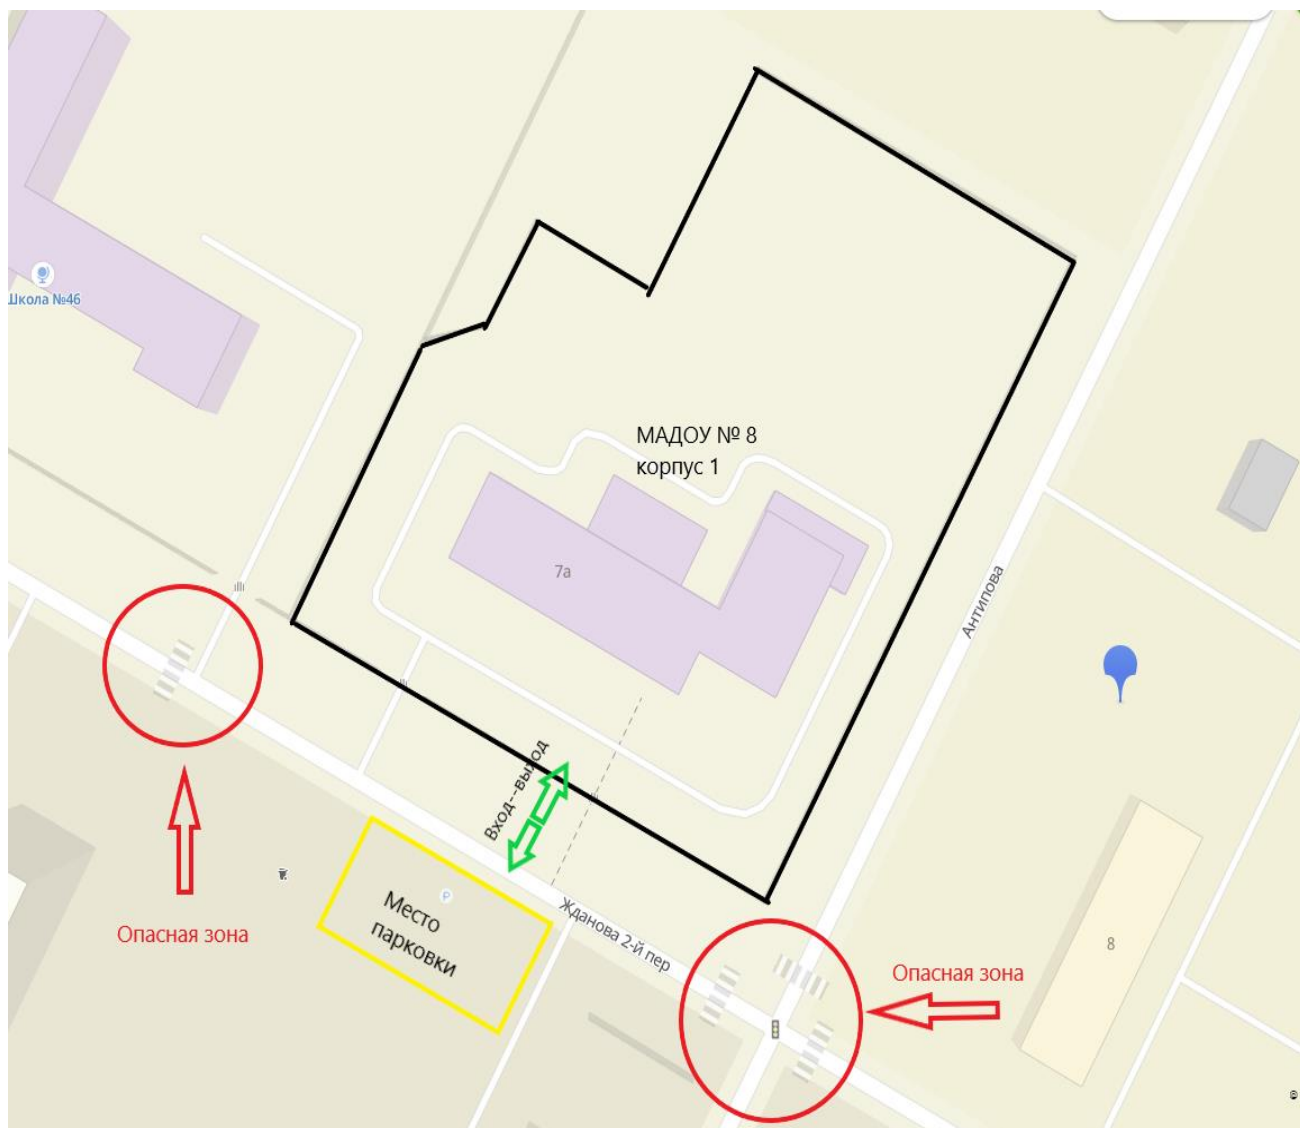 Школа №46
МАДОУ № 8
корпус 1
7а
Антипова
Вход--выход
Место
парковки
P
Жданова 2-й пер
Опасная зона
Опасная зона
8